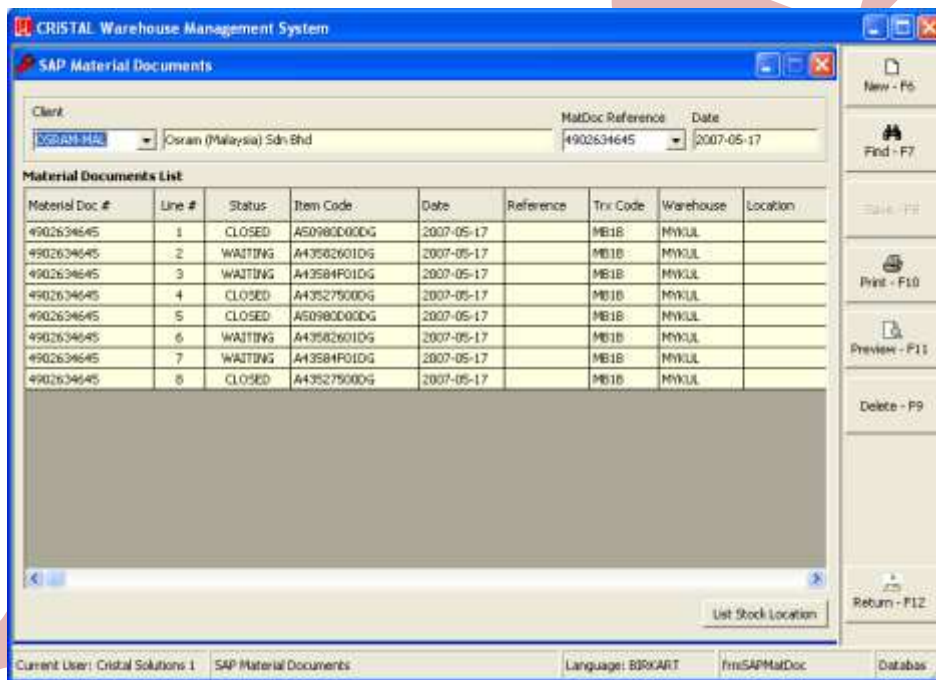 CRiSTAL Warehouse Management System
SAP Material Documents
Client
MatDoc Reference Date
OSRAM-MAL Osram (Malaysia) Sdn Bhd 4902634645 2007-05-17
Material Documents List
Material Doc # Line # Status Item Code Date Reference Trx Code Warehouse Location
4902634645 1 CLOSED A50980D00DG 2007-05-17 MB1B MYKUL
4902634645 2 WAITING A43582601DG 2007-05-17 MB1B MYKUL
4902634645 3 WAITING A43584F01DG 2007-05-17 MB1B MYKUL
4902634645 4 CLOSED A43527500DG 2007-05-17 MB1B MYKUL
4902634645 5 CLOSED A50980D00DG 2007-05-17 MB1B MYKUL
4902634645 6 WAITING A43582601DG 2007-05-17 MB1B MYKUL
4902634645 7 WAITING A43584F01DG 2007-05-17 MB1B MYKUL
4902634645 8 CLOSED A43527500DG 2007-05-17 MB1B MYKUL
List Stock Location
New - F6
Find - F7
Save - F8
Print - F10
Preview - F11
Delete - F9
Return - F12
Current User: Cristal Solutions 1 SAP Material Documents Language: BIRKART frmSAPMatDoc Databas